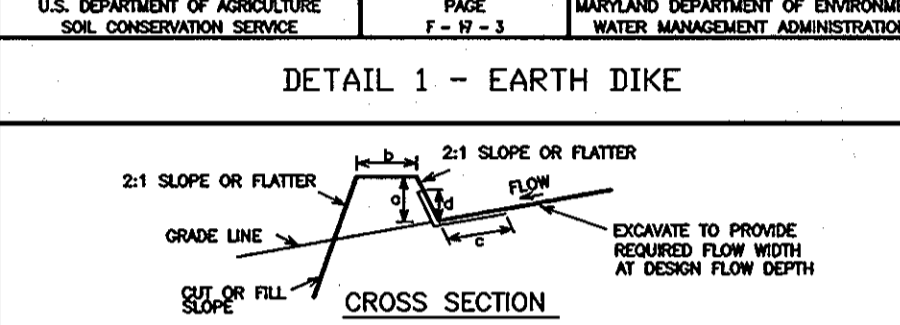 U.S. DEPARTMENT OF AGRICULTURE
SOIL CONSERVATION SERVICE
PAGE
F - 17 - 3
MARYLAND DEPARTMENT OF ENVIRONME
WATER MANAGEMENT ADMINISTRATION
DETAIL 1 - EARTH DIKE
b
2:1 SLOPE OR FLATTER
2:1 SLOPE OR FLATTER
FLOW
a
d
GRADE LINE
c
EXCAVATE TO PROVIDE
REQUIRED FLOW WIDTH
AT DESIGN FLOW DEPTH
CUT OR FILL
SLOPE
CROSS SECTION